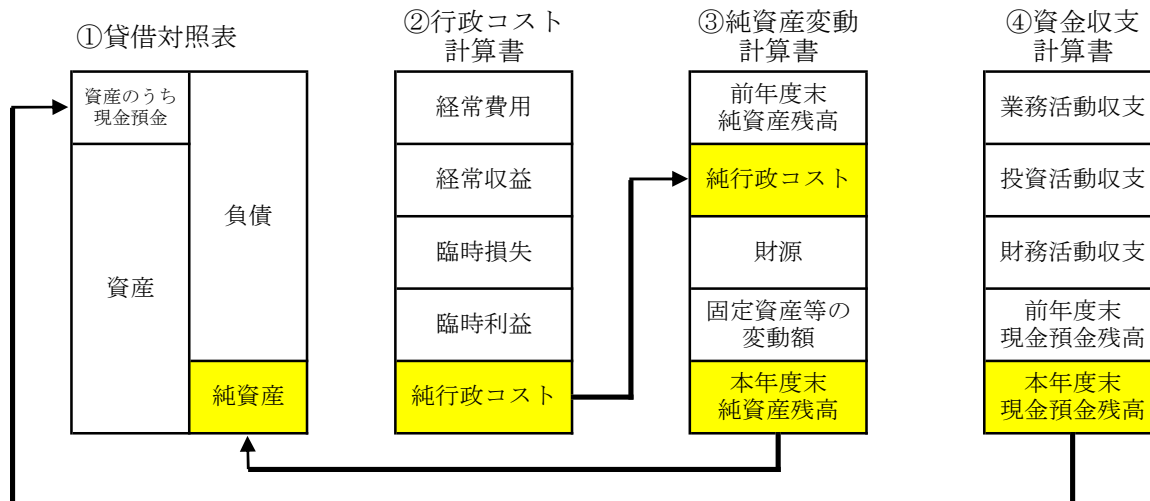 ①貸借対照表
資産のうち
現金預金
資産
負債
純資産
②行政コスト
計算書
経常費用
経常収益
臨時損失
臨時利益
純行政コスト
③純資産変動
計算書
前年度末
純資産残高
純行政コスト
財源
固定資産等の
変動額
本年度末
純資産残高
④資金収支
計算書
業務活動収支
投資活動収支
財務活動収支
前年度末
現金預金残高
本年度末
現金預金残高